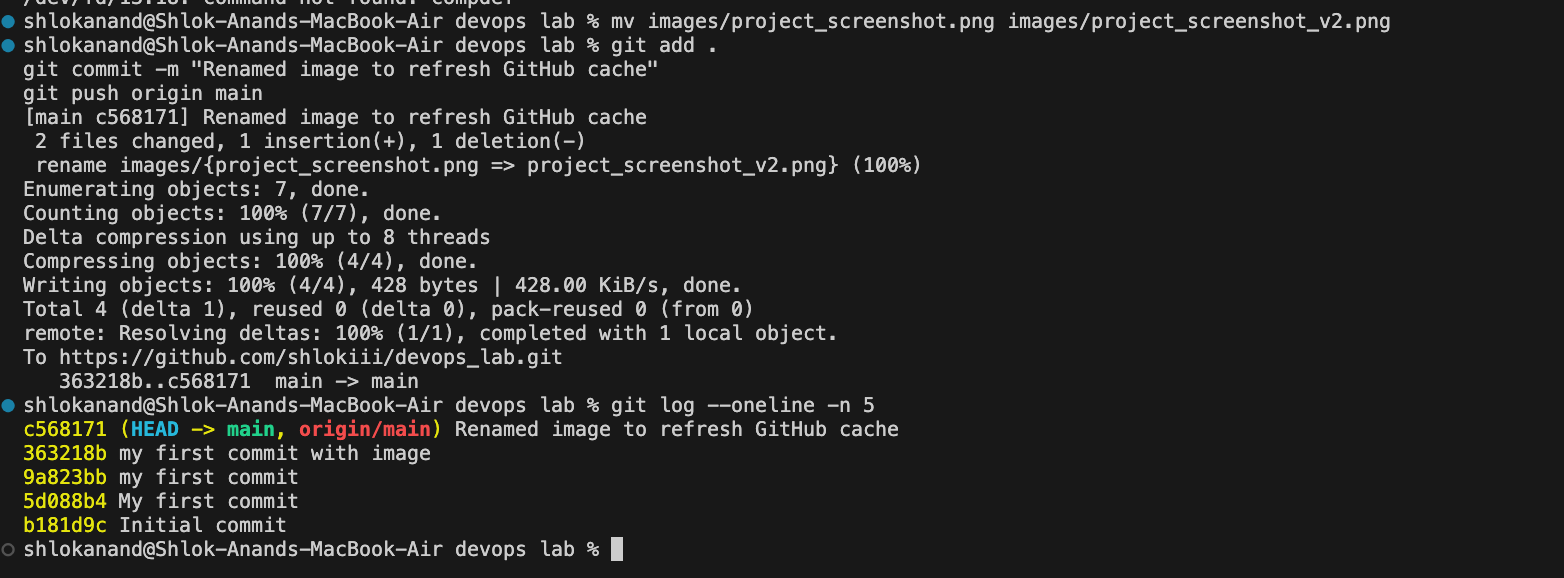 shlokanand@Shlok-Anands-MacBook-Air devops lab % mv images/project_screenshot.png images/project_screenshot_v2.png
shlokanand@Shlok-Anands-MacBook-Air devops lab % git add .
git commit -m "Renamed image to refresh GitHub cache"
git push origin main
[main c568171] Renamed image to refresh GitHub cache
 2 files changed, 1 insertion(+), 1 deletion(-)
 rename images/{project_screenshot.png => project_screenshot_v2.png} (100%)
Enumerating objects: 7, done.
Counting objects: 100% (7/7), done.
Delta compression using up to 8 threads
Compressing objects: 100% (4/4), done.
Writing objects: 100% (4/4), 428 bytes | 428.00 KiB/s, done.
Total 4 (delta 1), reused 0 (delta 0), pack-reused 0 (from 0)
remote: Resolving deltas: 100% (1/1), completed with 1 local object.
To https://github.com/shlokiii/devops_lab.git
   363218b..c568171  main -> main
shlokanand@Shlok-Anands-MacBook-Air devops lab % git log --oneline -n 5
c568171 (HEAD -> main, origin/main) Renamed image to refresh GitHub cache
363218b my first commit with image
9a823bb my first commit
5d088b4 My first commit
b181d9c Initial commit
shlokanand@Shlok-Anands-MacBook-Air devops lab %